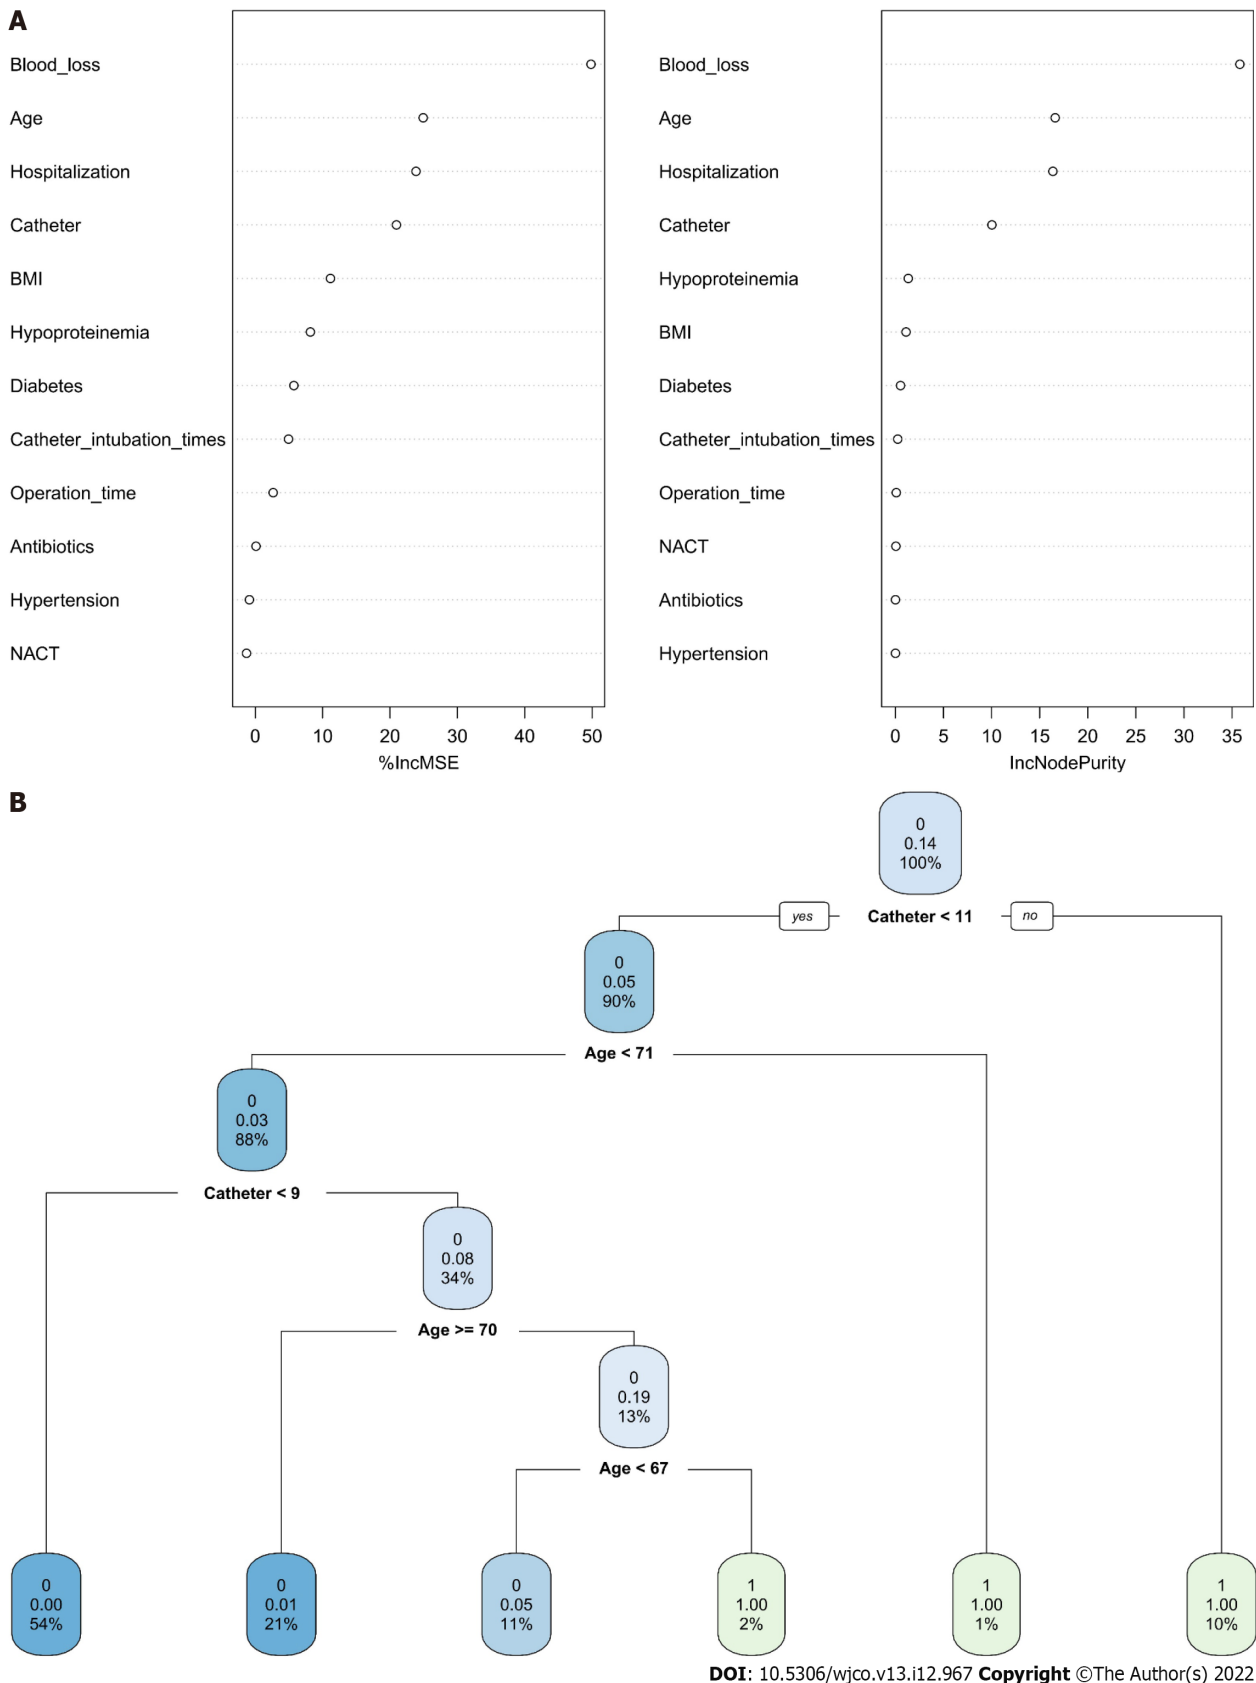 A
Blood_loss
Age
Hospitalization
Catheter
BMI
Hypoproteinemia
Diabetes
Catheter_intubation_times
Operation_time
Antibiotics
Hypertension
NACT
0 10 20 30 40 50
%IncMSE
Blood_loss
Age
Hospitalization
Catheter
Hypoproteinemia
BMI
Diabetes
Catheter_intubation_times
Operation_time
NACT
Antibiotics
Hypertension
0 5 10 15 20 25 30 35
IncNodePurity
B
0
0.14
100%
yes Catheter < 11 no
0
0.05
90%
Age < 71
0
0.03
88%
Catheter < 9
0
0.08
34%
Age >= 70
0
0.19
13%
Age < 67
0
0.00
54%
0
0.01
21%
0
0.05
11%
1
1.00
2%
1
1.00
1%
1
1.00
10%
DOI: 10.5306/wjco.v13.i12.967 Copyright ©The Author(s) 2022